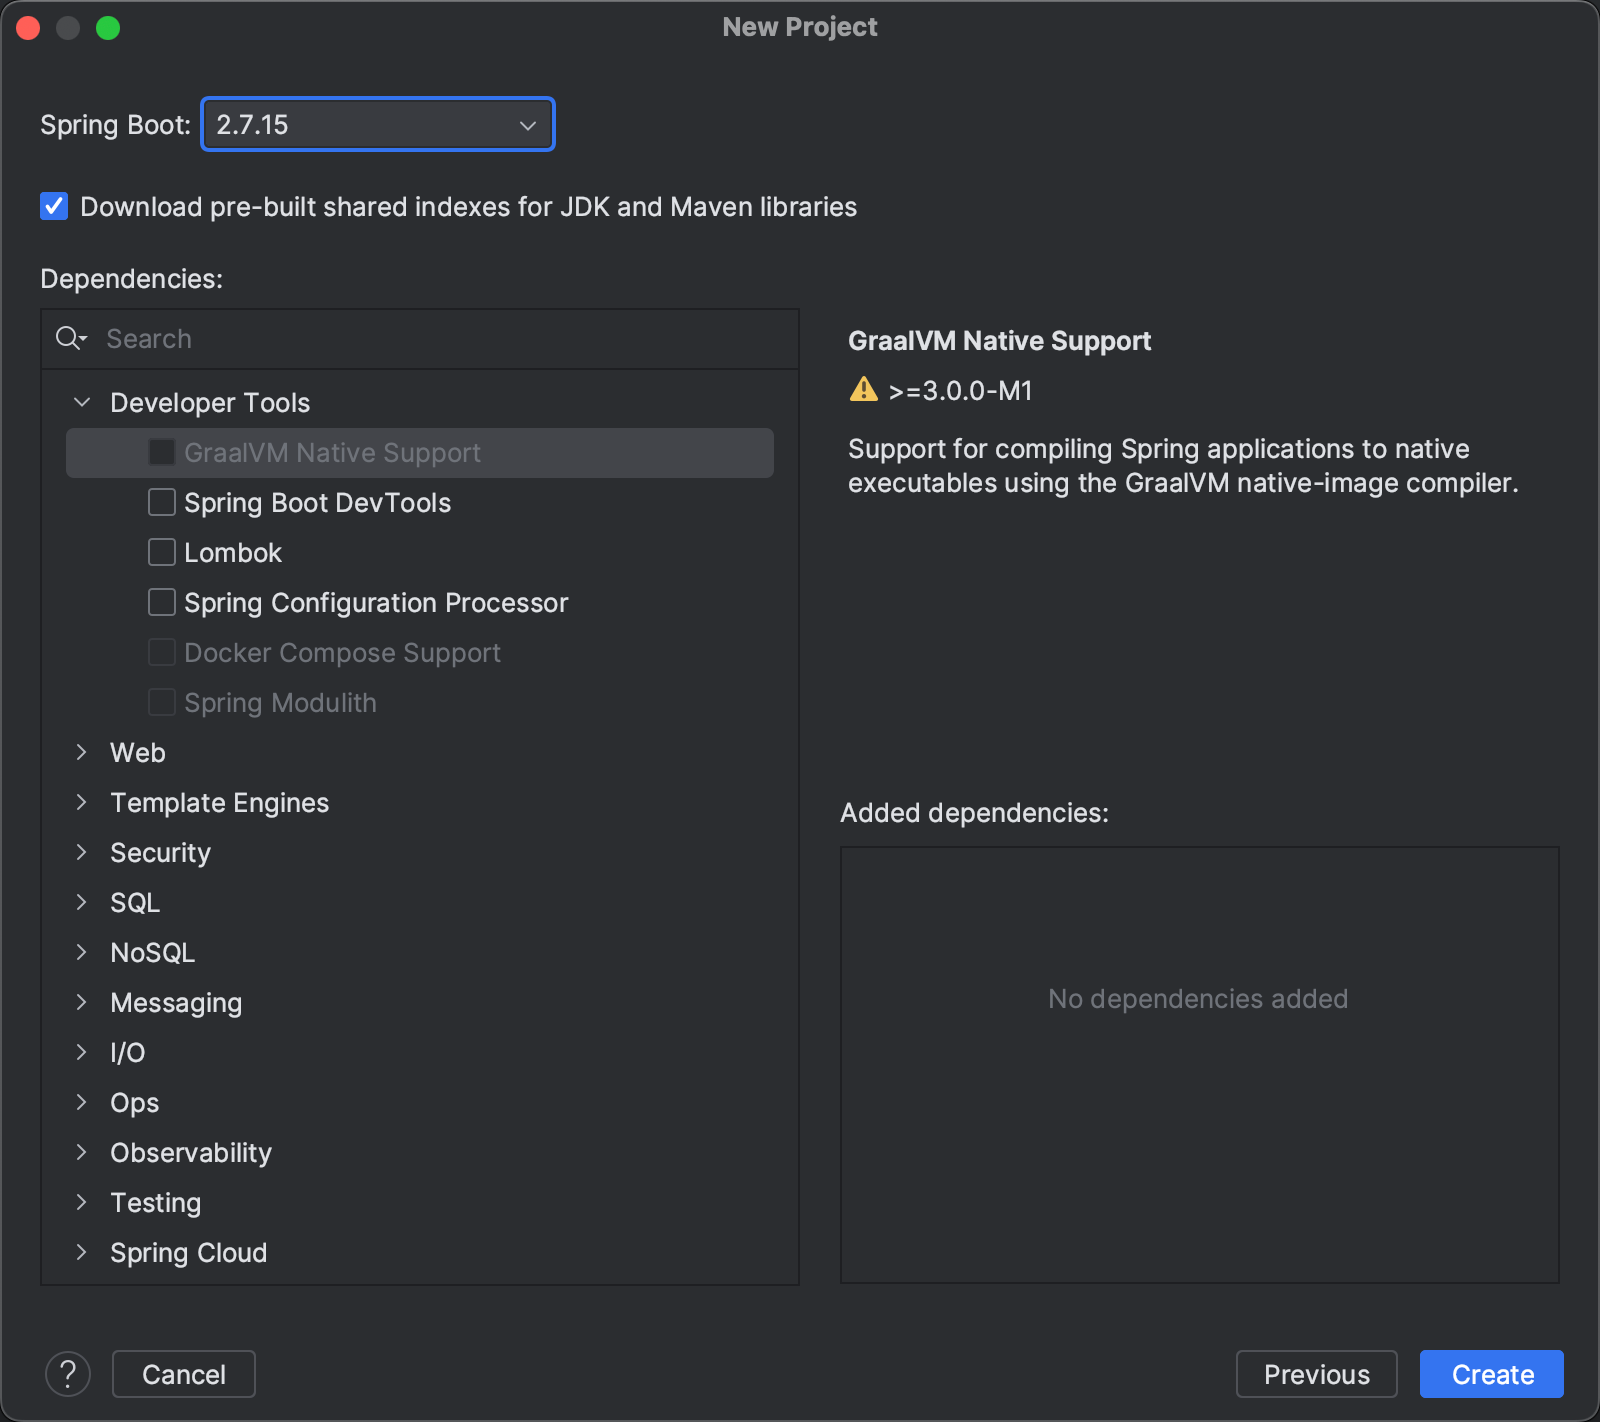 New Project
Spring Boot: 2.7.15
Download pre-built shared indexes for JDK and Maven libraries
Dependencies:
Search
Developer Tools
GraalVM Native Support
Spring Boot DevTools
Lombok
Spring Configuration Processor
Docker Compose Support
Spring Modulith
Web
Template Engines
Security
SQL
NoSQL
Messaging
I/O
Ops
Observability
Testing
Spring Cloud
GraalVM Native Support
>=3.0.0-M1
Support for compiling Spring applications to native
executables using the GraalVM native-image compiler.
Added dependencies:
No dependencies added
? Cancel Previous Create